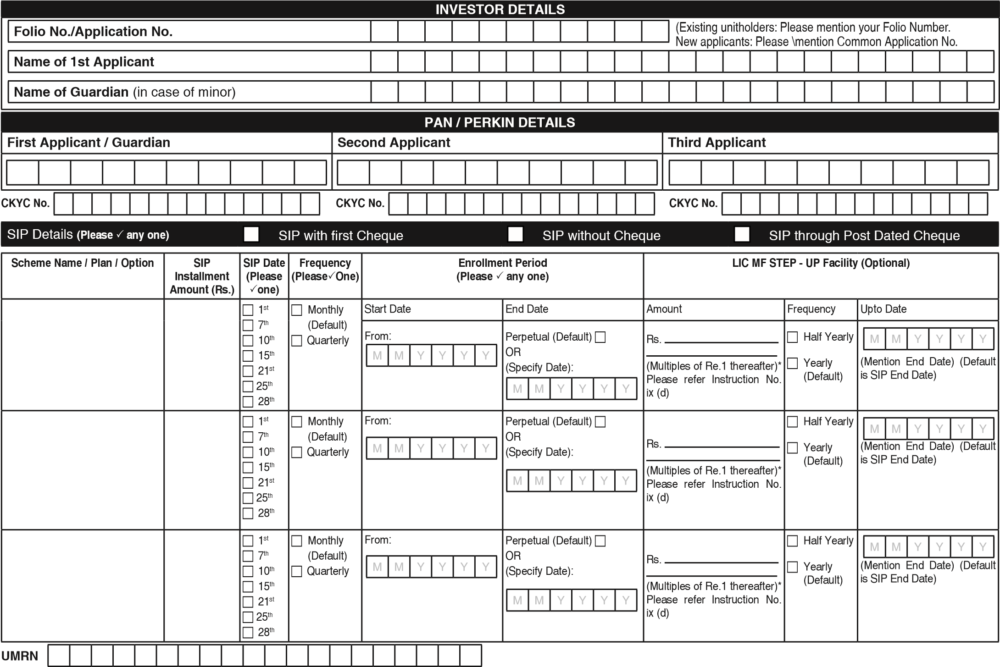 INVESTOR DETAILS
Folio No./Application No.
(Existing unitholders: Please mention your Folio Number.
New applicants: Please \mention Common Application No.
Name of 1st Applicant
Name of Guardian (in case of minor)
PAN / PERKIN DETAILS
First Applicant / Guardian Second Applicant Third Applicant
CKYC No. CKYC No. CKYC No.
SIP Details (Please ✓ any one) SIP with first Cheque SIP without Cheque SIP through Post Dated Cheque
Scheme Name / Plan / Option
SIP
Installment
Amount (Rs.)
SIP Date
(Please
✓one)
Frequency
(Please✓One)
Enrollment Period
(Please ✓ any one)
LIC MF STEP - UP Facility (Optional)
1st
7th
10th
15th
21st
25th
28th
Monthly
(Default)
Quarterly
Start Date
From:
M M Y Y Y Y
End Date
Perpetual (Default)
OR
(Specify Date):
M M Y Y Y Y
Amount
Rs.
(Multiples of Re.1 thereafter)*
Please refer Instruction No.
ix (d)
Frequency
Half Yearly
Yearly
(Default)
Upto Date
M M Y Y Y Y
(Mention End Date) (Default
is SIP End Date)
1st
7th
10th
15th
21st
25th
28th
Monthly
(Default)
Quarterly
From:
M M Y Y Y Y
Perpetual (Default)
OR
(Specify Date):
M M Y Y Y Y
Rs.
(Multiples of Re.1 thereafter)*
Please refer Instruction No.
ix (d)
Half Yearly
Yearly
(Default)
M M Y Y Y Y
(Mention End Date) (Default
is SIP End Date)
1st
7th
10th
15th
21st
25th
28th
Monthly
(Default)
Quarterly
From:
M M Y Y Y Y
Perpetual (Default)
OR
(Specify Date):
M M Y Y Y Y
Rs.
(Multiples of Re.1 thereafter)*
Please refer Instruction No.
ix (d)
Half Yearly
Yearly
(Default)
M M Y Y Y Y
(Mention End Date) (Default
is SIP End Date)
UMRN